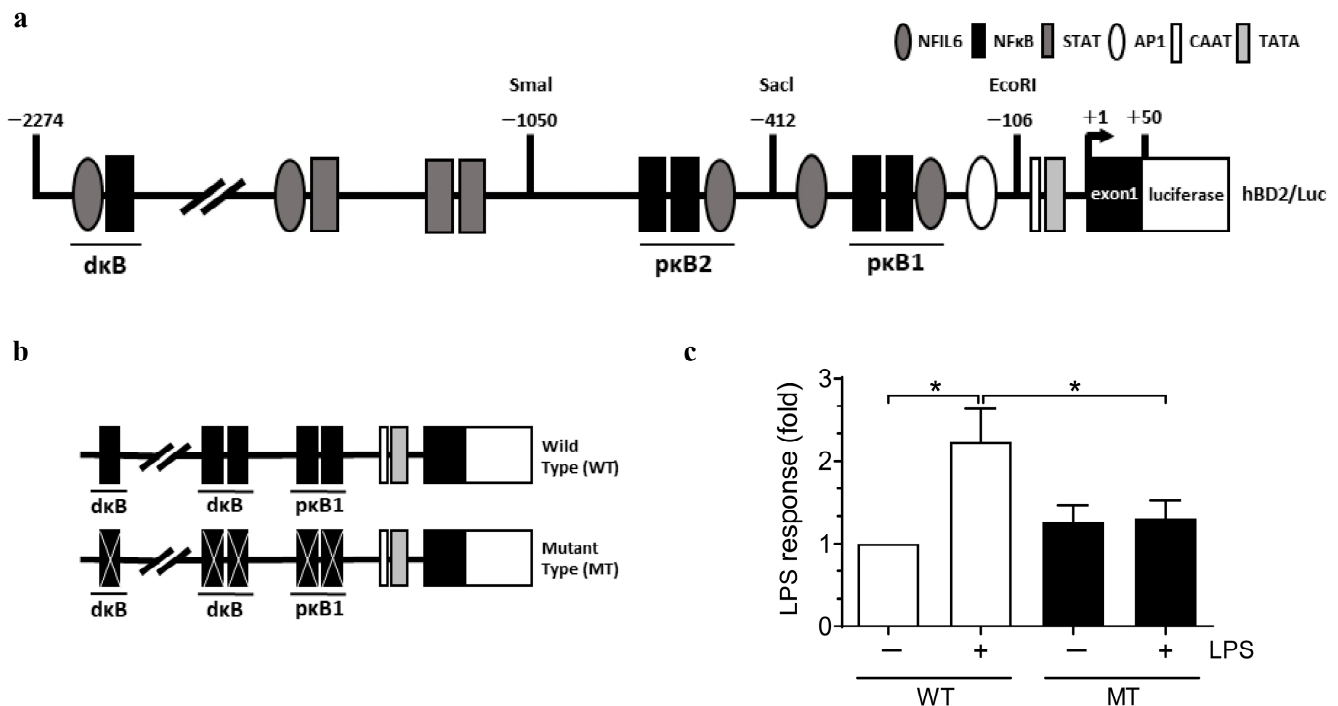 a
NFIL6 NFκB STAT AP1 CAAT TATA
SmaI SacI EcoRI
−2274 −1050 −412 −106 +1 +50
exon1 luciferase hBD2/Luc
dκB pκB2 pκB1
b
Wild
Type (WT)
dκB dκB pκB1
Mutant
Type (MT)
dκB dκB pκB1
c
LPS response (fold)
3
2
1
0
* *
− + − + LPS
WT MT